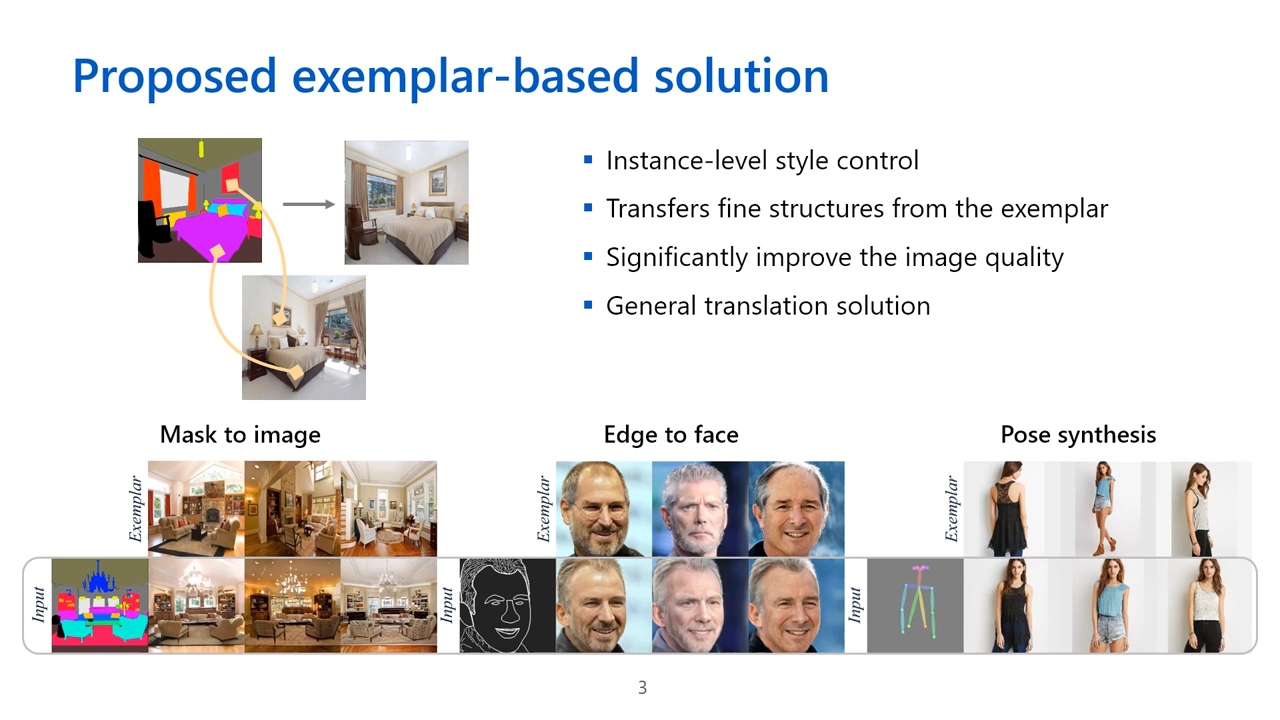 Proposed exemplar-based solution
Instance-level style control
Transfers fine structures from the exemplar
Significantly improve the image quality
General translation solution
Mask to image
Edge to face
Pose synthesis
Exemplar
Exemplar
Exemplar
Input
Input
Input
3